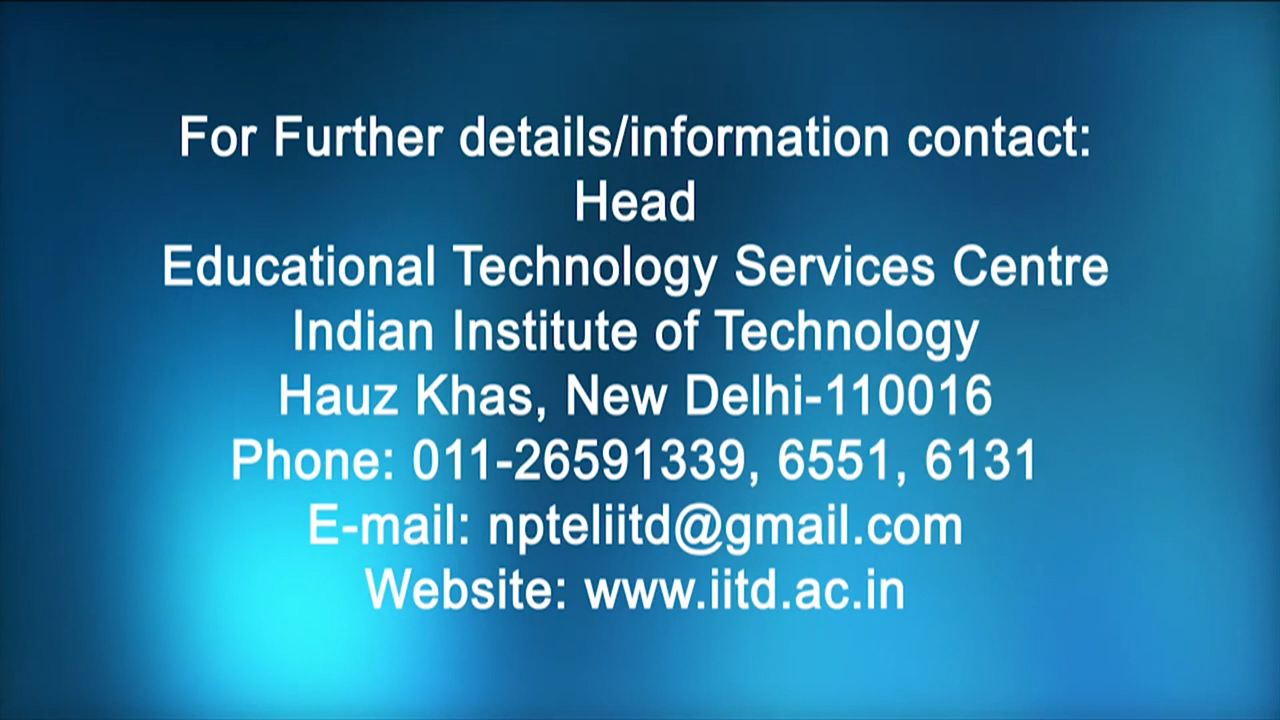 For Further details/information contact:
Head
Educational Technology Services Centre
Indian Institute of Technology
Hauz Khas, New Delhi-110016
Phone: 011-26591339, 6551, 6131
E-mail: npteliitd@gmail.com
Website: www.iitd.ac.in